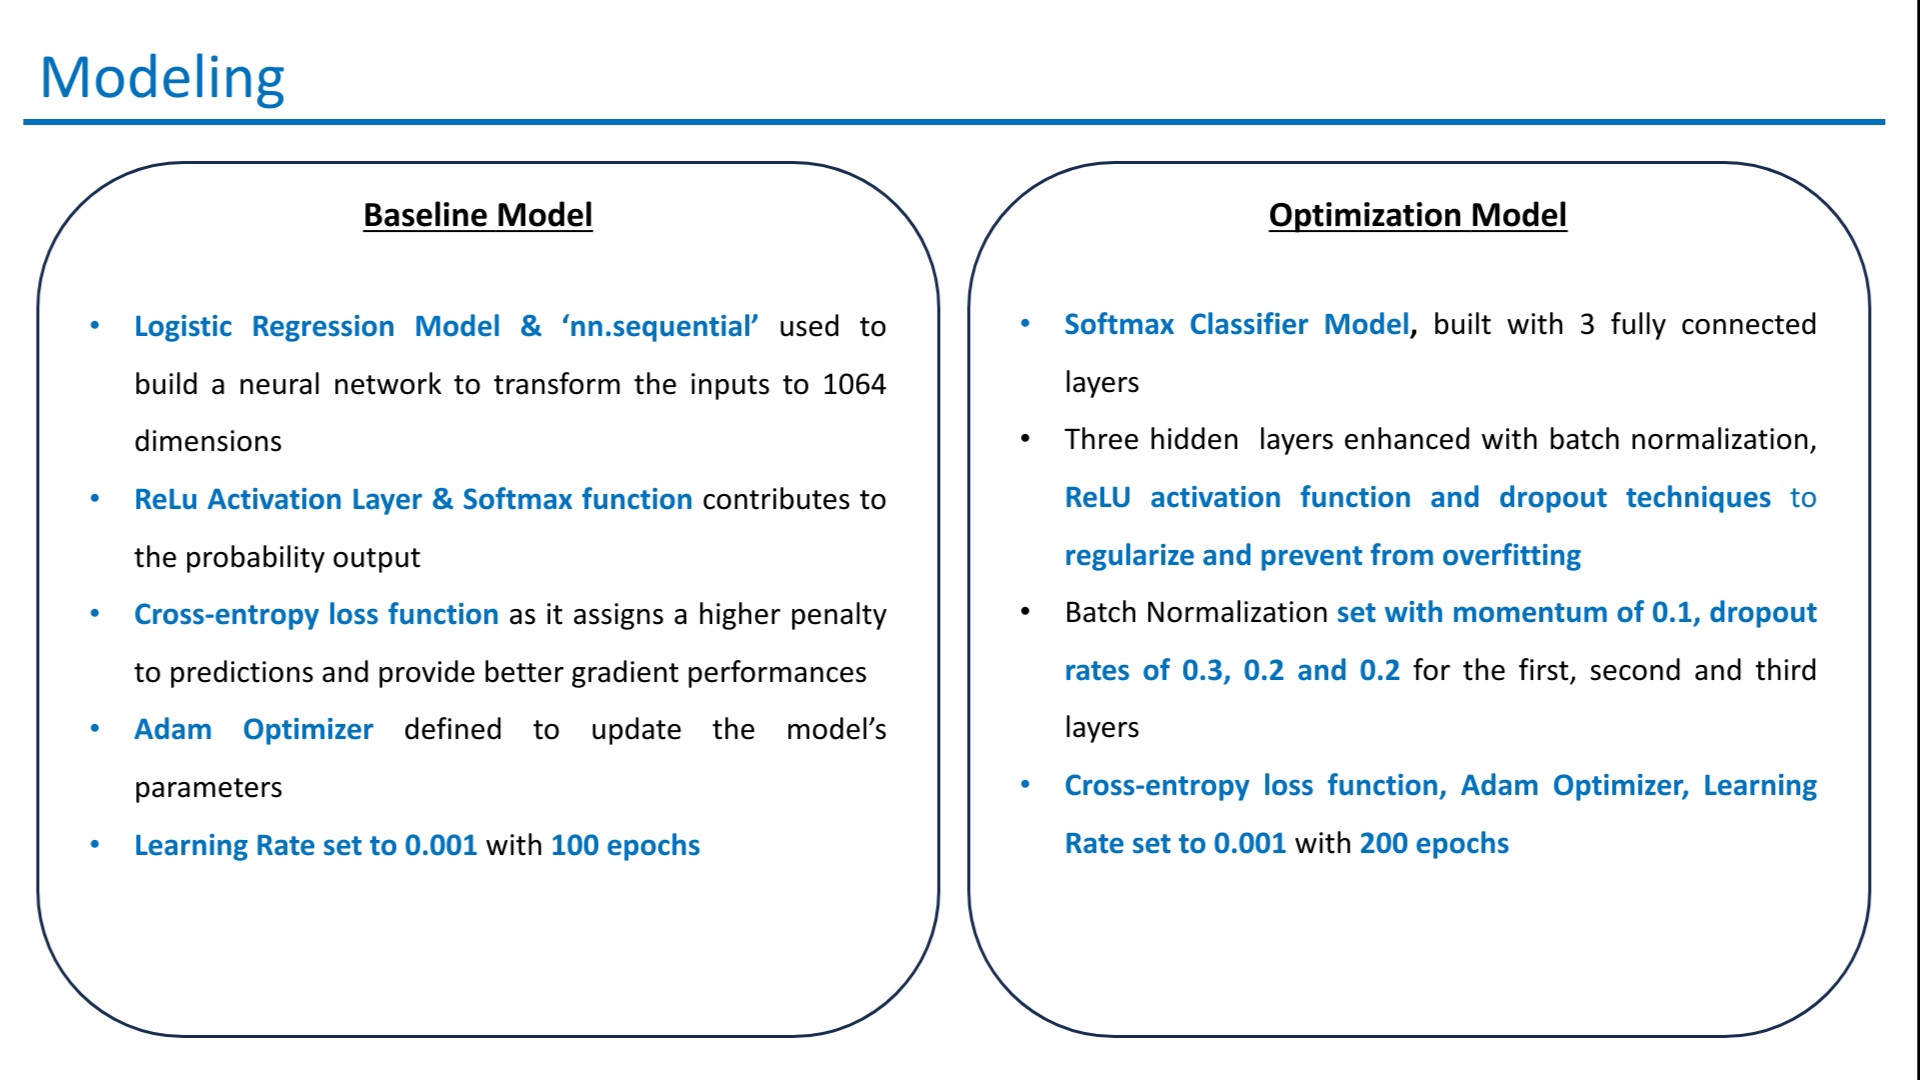 Modeling
Baseline Model
• Logistic Regression Model & ‘nn.sequential’ used to
build a neural network to transform the inputs to 1064
dimensions
• ReLu Activation Layer & Softmax function contributes to
the probability output
• Cross-entropy loss function as it assigns a higher penalty
to predictions and provide better gradient performances
• Adam Optimizer defined to update the model’s
parameters
• Learning Rate set to 0.001 with 100 epochs
Optimization Model
• Softmax Classifier Model, built with 3 fully connected
layers
• Three hidden layers enhanced with batch normalization,
ReLU activation function and dropout techniques to
regularize and prevent from overfitting
• Batch Normalization set with momentum of 0.1, dropout
rates of 0.3, 0.2 and 0.2 for the first, second and third
layers
• Cross-entropy loss function, Adam Optimizer, Learning
Rate set to 0.001 with 200 epochs